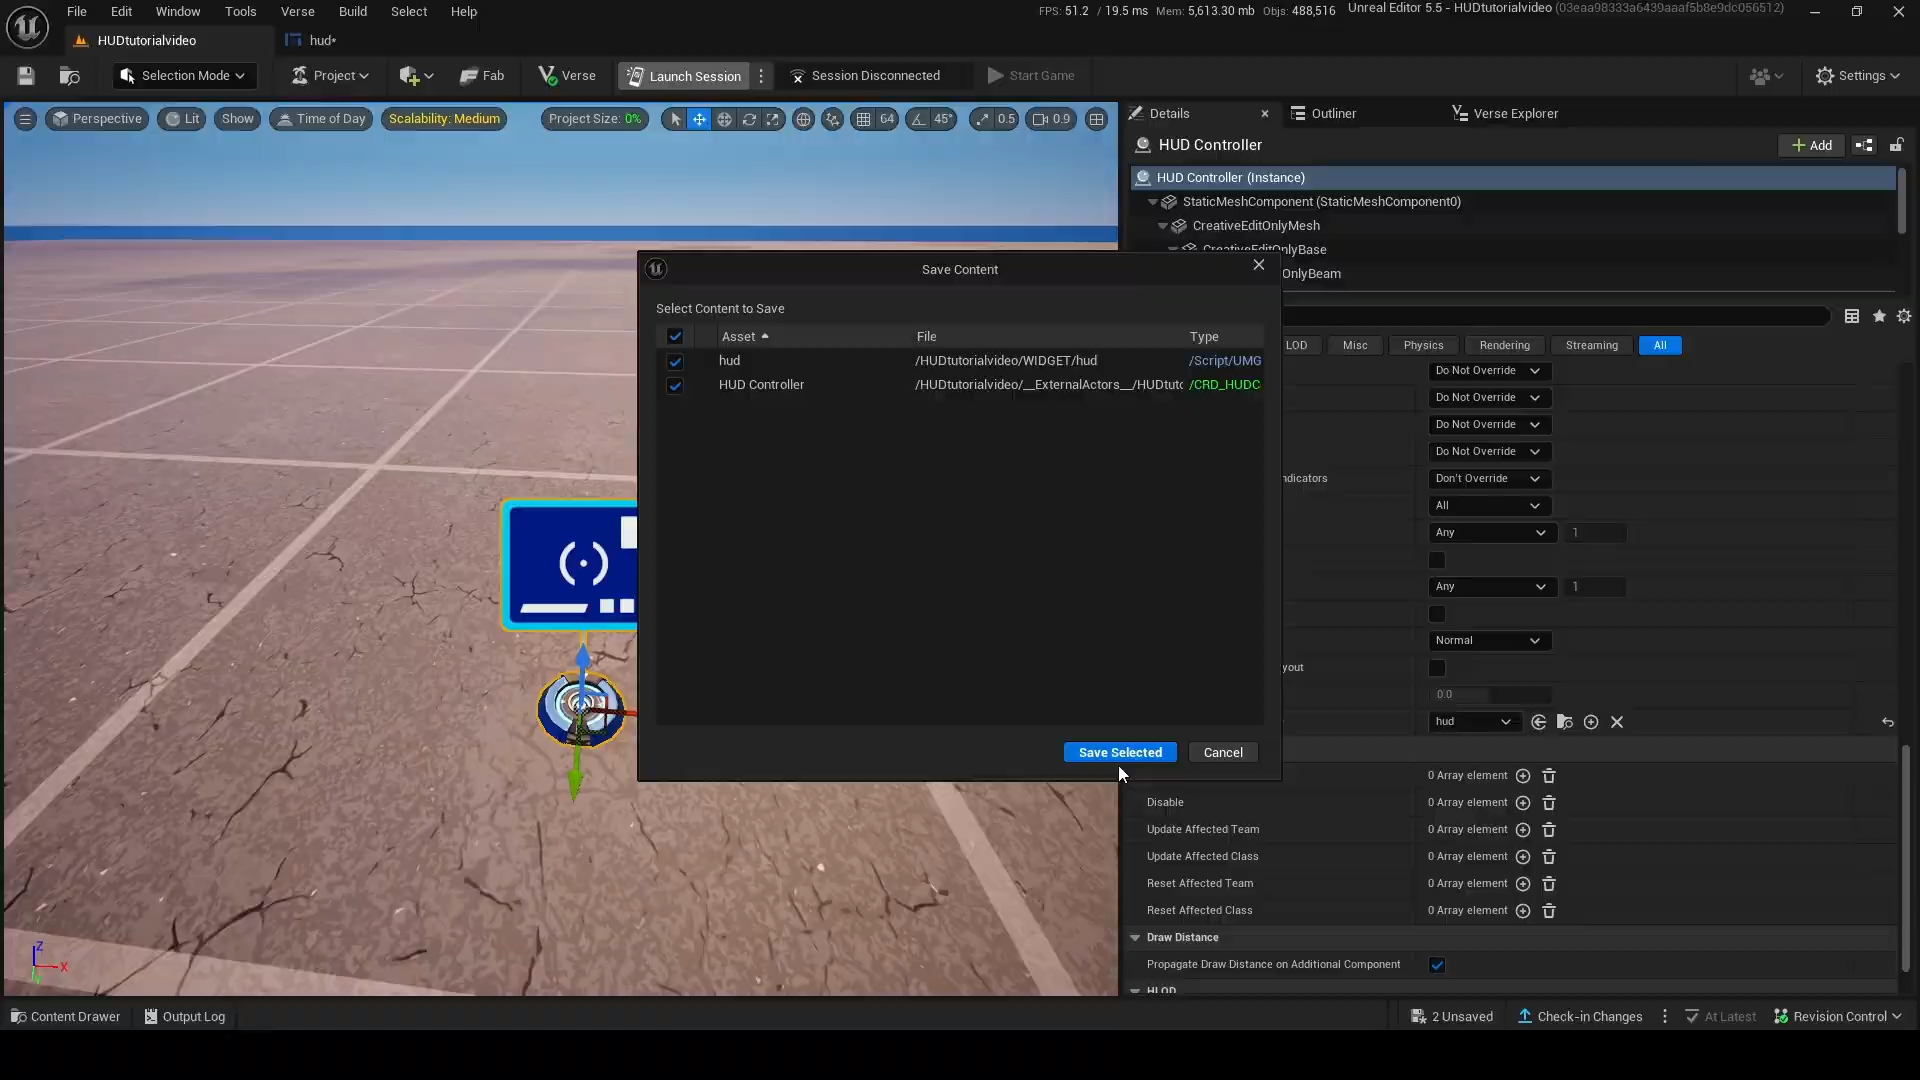 File Edit Window Tools Verse Build Select Help
FPS: 51.2 / 19.5 ms Mem: 5,613.30 mb Objs: 488,516 Unreal Editor 5.5 - HUDtutorialvideo (03eaa98333a6439aaaf5b8e9dc056512)
HUDtutorialvideo hud*
Selection Mode Project Fab Verse Launch Session Session Disconnected Start Game Settings
Perspective Lit Show Time of Day Scalability: Medium Project Size: 0% 64 45° 0.5 0.9
Details Outliner Verse Explorer
HUD Controller Add
HUD Controller (Instance)
StaticMeshComponent (StaticMeshComponent0)
CreativeEditOnlyMesh
CreativeEditOnlyBase
OnlyBeam
Save Content
Select Content to Save
Asset File Type
hud /HUDtutorialvideo/WIDGET/hud /Script/UMG
HUD Controller /HUDtutorialvideo/__ExternalActors__/HUDtuto /CRD_HUDC
Save Selected Cancel
LOD Misc Physics Rendering Streaming All
Do Not Override
Do Not Override
Do Not Override
Do Not Override
ndicators Don't Override
All
Any 1
Any 1
Normal
yout
0.0
hud
0 Array element
Disable 0 Array element
Update Affected Team 0 Array element
Update Affected Class 0 Array element
Reset Affected Team 0 Array element
Reset Affected Class 0 Array element
Draw Distance
Propagate Draw Distance on Additional Component
HLOD
Z
X
Content Drawer Output Log 2 Unsaved Check-in Changes At Latest Revision Control